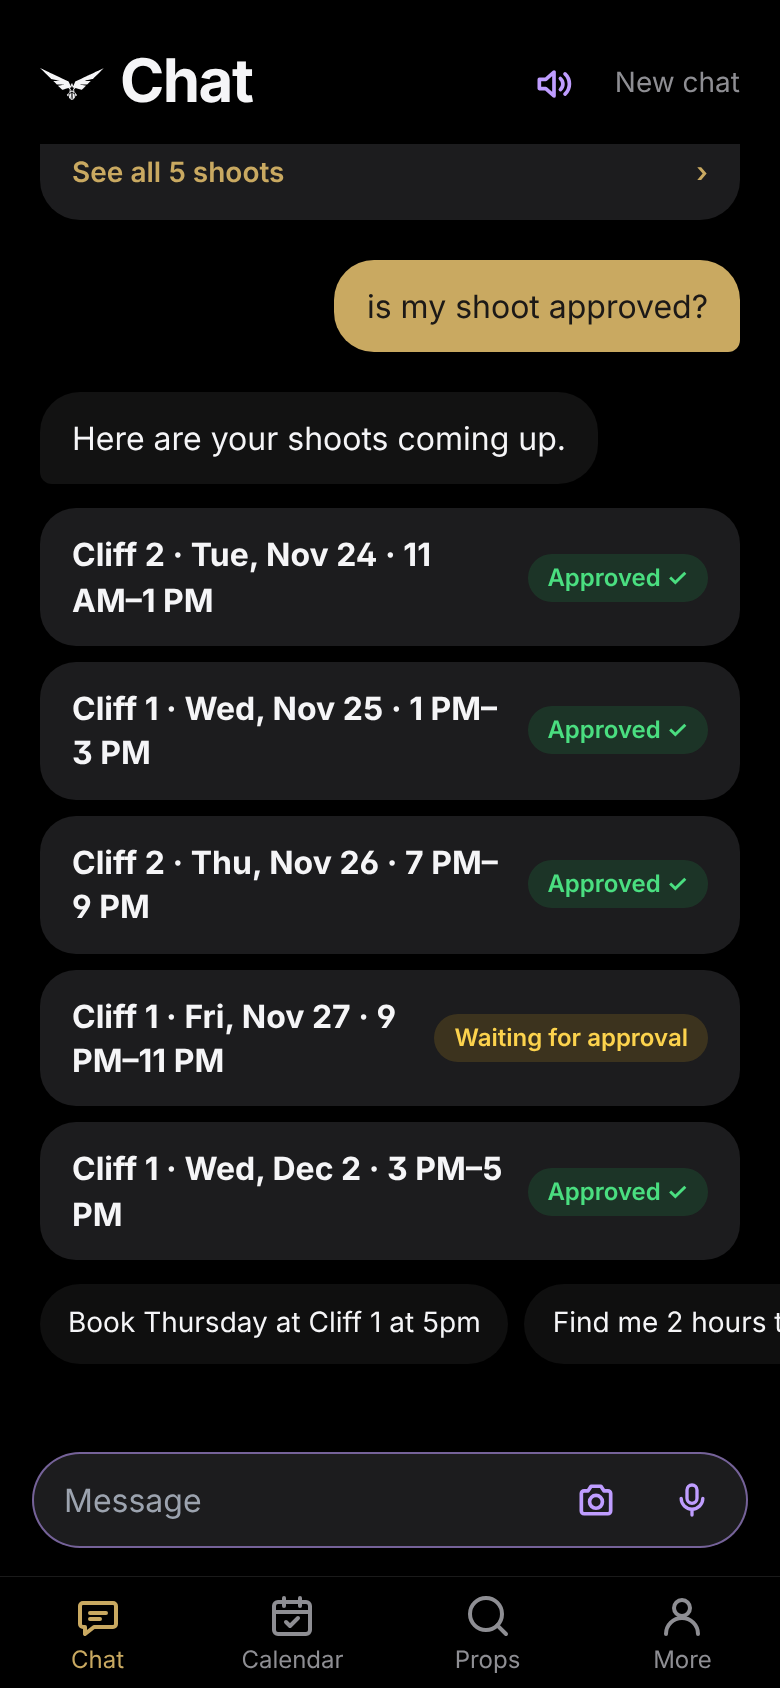 Chat
New chat
See all 5 shoots ›
is my shoot approved?
Here are your shoots coming up.
Cliff 2 · Tue, Nov 24 · 11
AM–1 PM
Approved ✓
Cliff 1 · Wed, Nov 25 · 1 PM–
3 PM
Approved ✓
Cliff 2 · Thu, Nov 26 · 7 PM–
9 PM
Approved ✓
Cliff 1 · Fri, Nov 27 · 9
PM–11 PM
Waiting for approval
Cliff 1 · Wed, Dec 2 · 3 PM–5
PM
Approved ✓
Book Thursday at Cliff 1 at 5pm
Find me 2 hours
Message
Chat
Calendar
Props
More